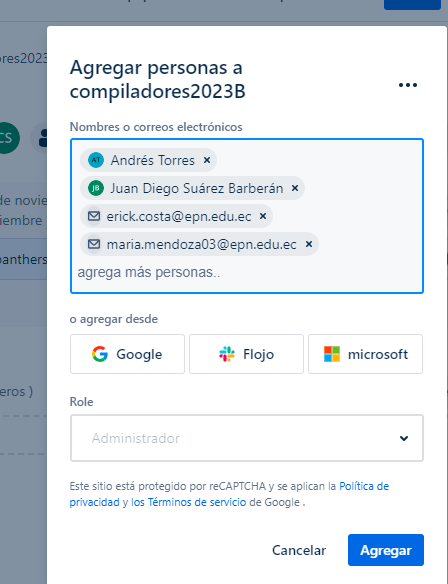 Agregar personas a
compiladores2023B
res2023
Nombres o correos electrónicos
AT Andrés Torres ×
CS
JB Juan Diego Suárez Barberán ×
de novie
erick.costa@epn.edu.ec ×
iembre
maria.mendoza03@epn.edu.ec ×
panthers
agrega más personas..
o agregar desde
Google Flojo microsoft
eros )
Role
Administrador
Este sitio está protegido por reCAPTCHA y se aplican la Política de
privacidad y los Términos de servicio de Google .
Cancelar Agregar